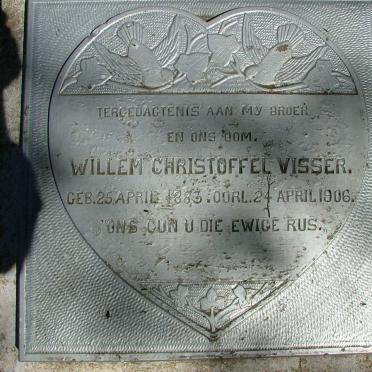 TERGEDACTENIS AAN MY BROER
EN ONS OOM.
WILLEM CHRISTOFFEL VISSER.
GEB. 25 APRIL 1883. OORL. 24 APRIL 1906.
ONS GUN U DIE EWIGE RUS.